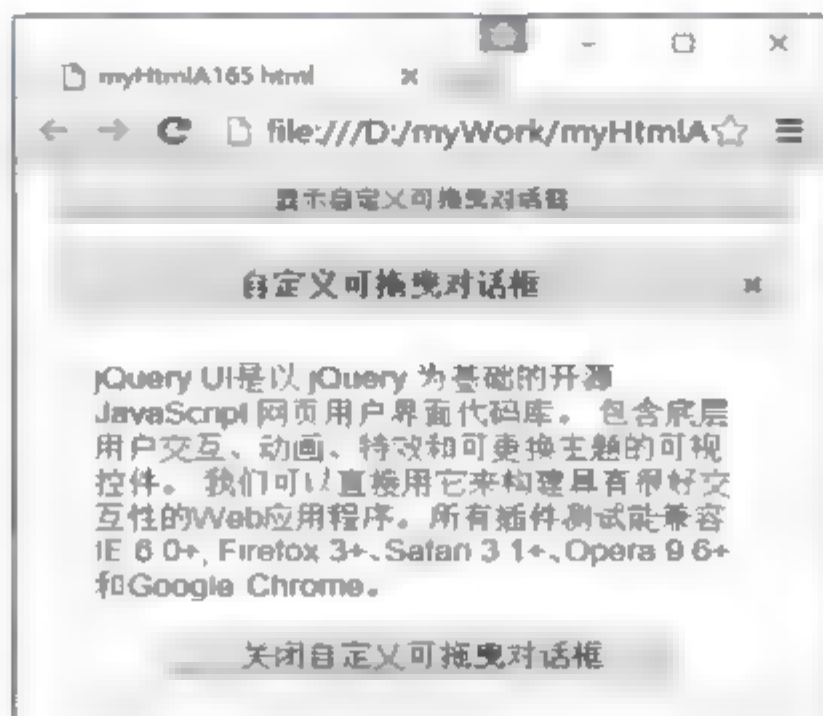 myHtmlA165 html
file:///D:/myWork/myHtmlA
显示自定义可拖曳对话框
自定义可拖曳对话框
jQuery UI是以 jQuery 为基础的开源
JavaScript 网页用户界面代码库。 包含底层
用户交互、动画、特效和可更换主题的可视
控件。 我们可以直接用它来构建具有很好交
互性的Web应用程序。所有插件测试能兼容
IE 6 0+, Firefox 3+、Safari 3 1+、Opera 9 6+
和Google Chrome。
关闭自定义可拖曳对话框